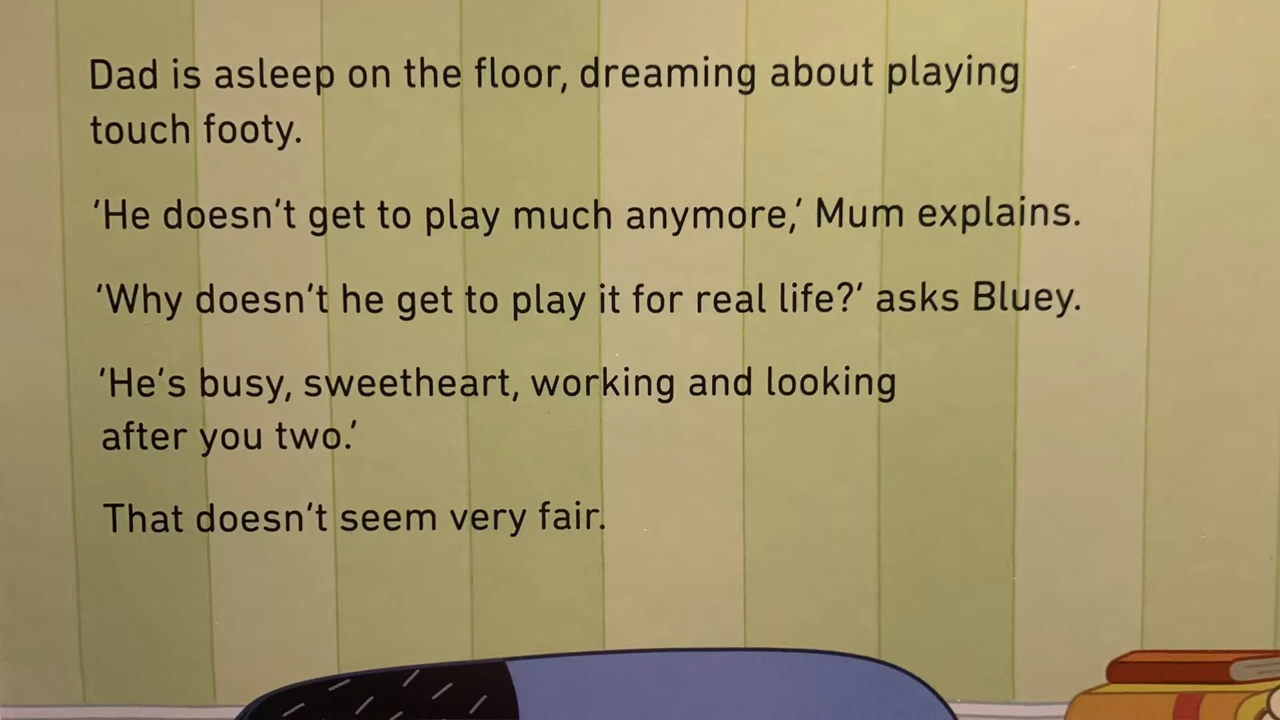 Dad is asleep on the floor, dreaming about playing
touch footy.
‘He doesn’t get to play much anymore,’ Mum explains.
‘Why doesn’t he get to play it for real life?’ asks Bluey.
‘He’s busy, sweetheart, working and looking
after you two.’
That doesn’t seem very fair.